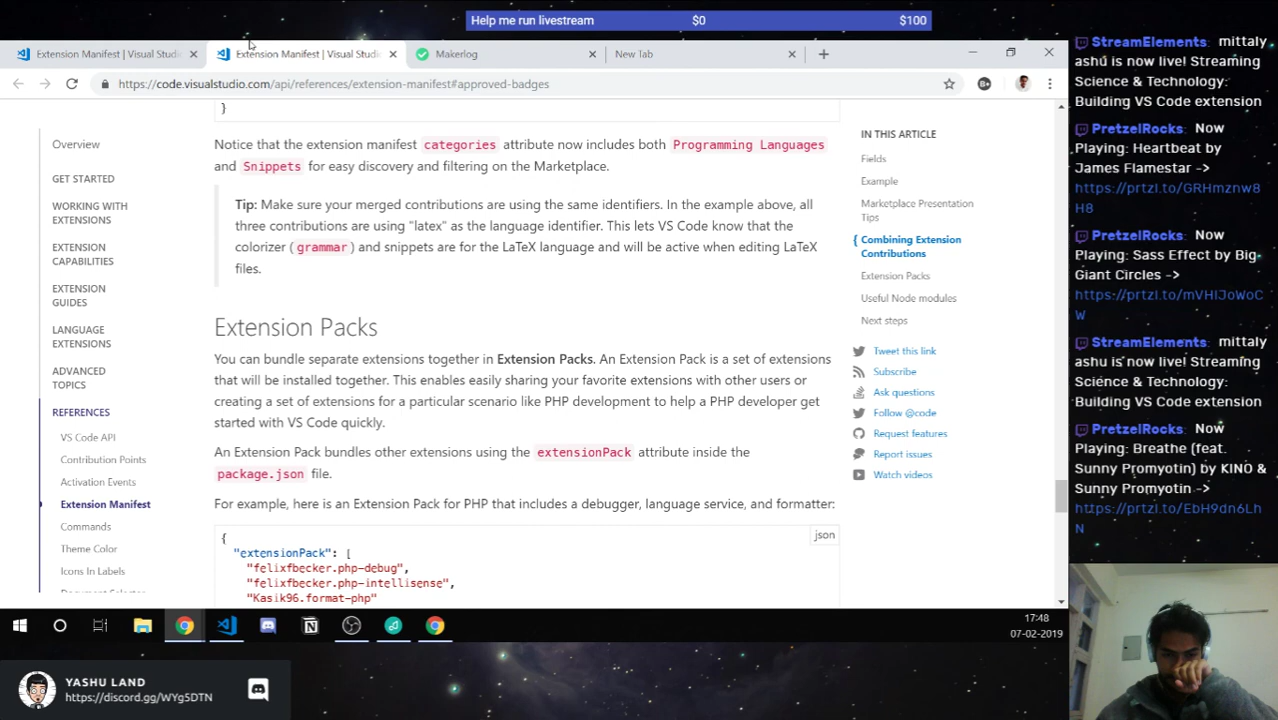 Help me run livestream $0 $100
Extension Manifest | Visual Studi
Extension Manifest | Visual Studi
Makerlog
New Tab
https://code.visualstudio.com/api/references/extension-manifest#approved-badges
Overview
GET STARTED
WORKING WITH
EXTENSIONS
EXTENSION
CAPABILITIES
EXTENSION
GUIDES
LANGUAGE
EXTENSIONS
ADVANCED
TOPICS
REFERENCES
VS Code API
Contribution Points
Activation Events
Extension Manifest
Commands
Theme Color
Icons In Labels
Document Selector
}
Notice that the extension manifest categories attribute now includes both Programming Languages
and Snippets for easy discovery and filtering on the Marketplace.
Tip: Make sure your merged contributions are using the same identifiers. In the example above, all
three contributions are using "latex" as the language identifier. This lets VS Code know that the
colorizer ( grammar ) and snippets are for the LaTeX language and will be active when editing LaTeX
files.
Extension Packs
You can bundle separate extensions together in Extension Packs. An Extension Pack is a set of extensions
that will be installed together. This enables easily sharing your favorite extensions with other users or
creating a set of extensions for a particular scenario like PHP development to help a PHP developer get
started with VS Code quickly.
An Extension Pack bundles other extensions using the extensionPack attribute inside the
package.json file.
For example, here is an Extension Pack for PHP that includes a debugger, language service, and formatter:
json
{
"extensionPack": [
"felixfbecker.php-debug",
"felixfbecker.php-intellisense",
"Kasik96.format-php"
IN THIS ARTICLE
Fields
Example
Marketplace Presentation
Tips
Combining Extension
Contributions
Extension Packs
Useful Node modules
Next steps
Tweet this link
Subscribe
Ask questions
Follow @code
Request features
Report issues
Watch videos
17:48
07-02-2019
StreamElements: mittaly
ashu is now live! Streaming
Science & Technology:
Building VS Code extension
PretzelRocks: Now
Playing: Heartbeat by
James Flamestar ->
https://prtzl.to/GRHmznw8
H8
PretzelRocks: Now
Playing: Sass Effect by Big
Giant Circles ->
https://prtzl.to/mVHIJoWoC
W
StreamElements: mittaly
ashu is now live! Streaming
Science & Technology:
Building VS Code extension
PretzelRocks: Now
Playing: Breathe (feat.
Sunny Promyotin) by KINO &
Sunny Promyotin ->
https://prtzl.to/EbH9dn6Lh
N
YASHU LAND
https://discord.gg/WYg5DTN